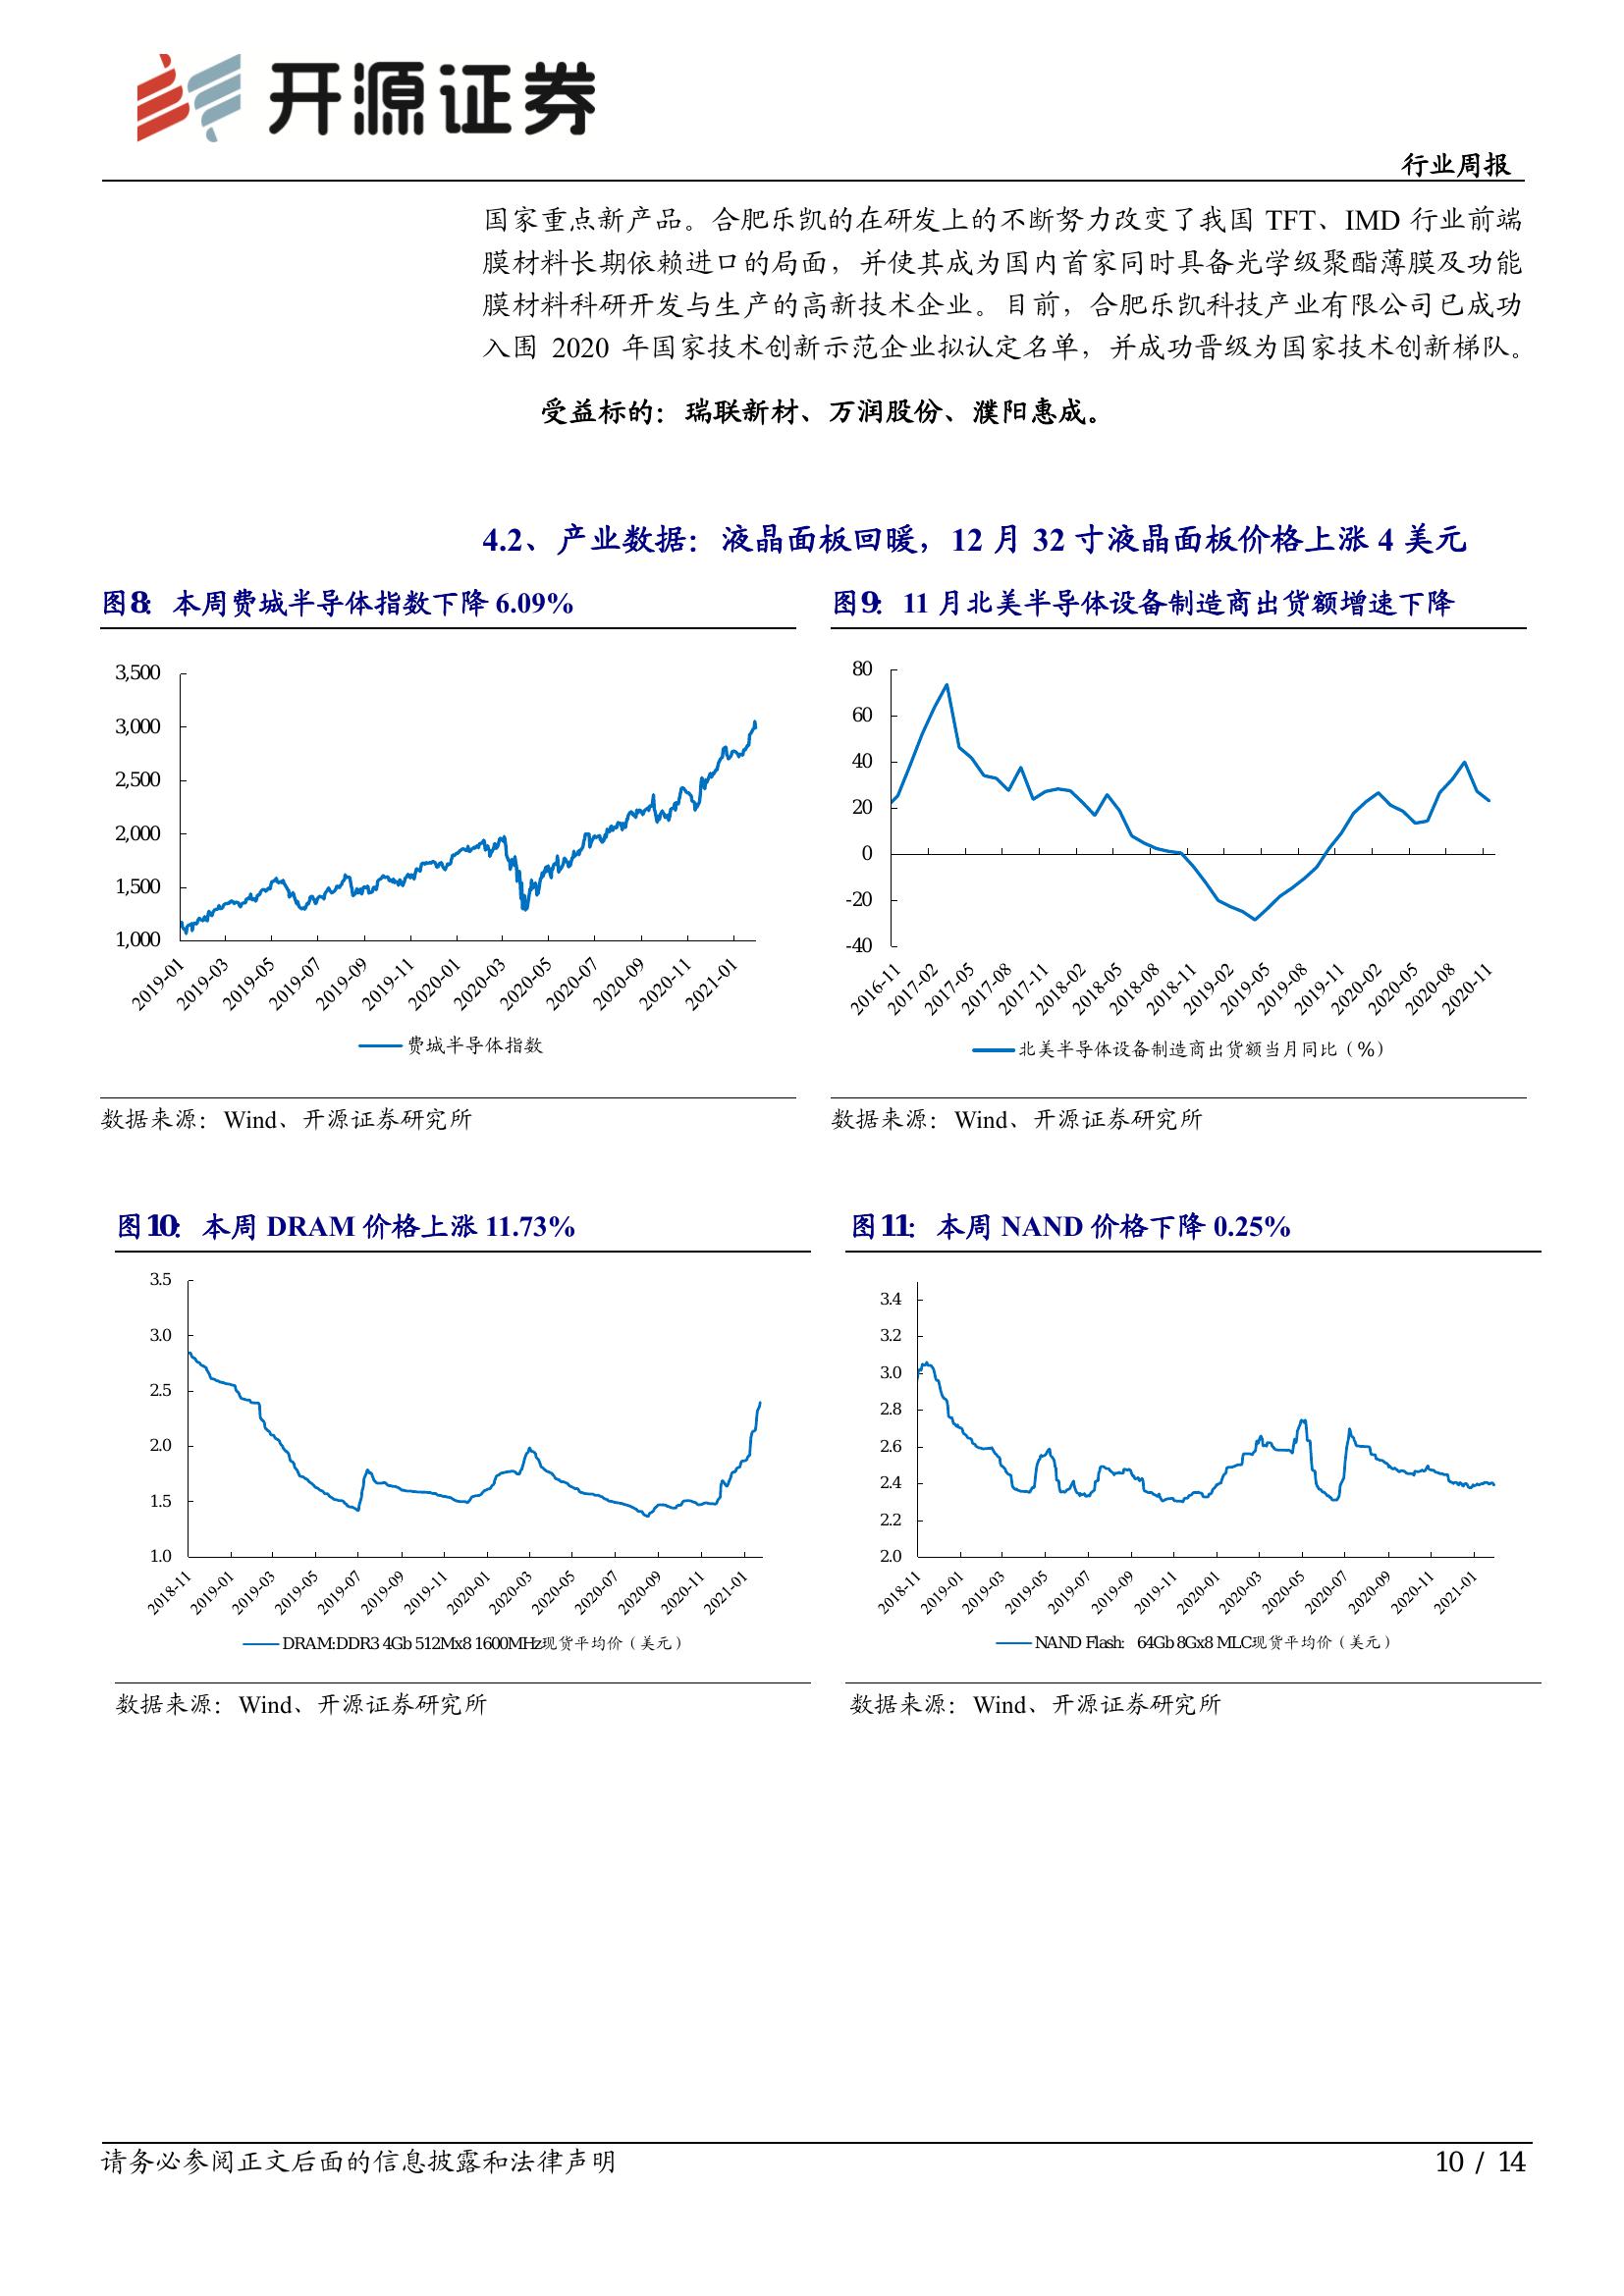 开源证券
行业周报
国家重点新产品。合肥乐凯的在研发上的不断努力改变了我国 TFT、IMD 行业前端
膜材料长期依赖进口的局面，并使其成为国内首家同时具备光学级聚酯薄膜及功能
膜材料科研开发与生产的高新技术企业。目前，合肥乐凯科技产业有限公司已成功
入围 2020 年国家技术创新示范企业拟认定名单，并成功晋级为国家技术创新梯队。
受益标的：瑞联新材、万润股份、濮阳惠成。
4.2、产业数据：液晶面板回暖，12 月 32 寸液晶面板价格上涨 4 美元
图8：本周费城半导体指数下降 6.09%
3,500
3,000
2,500
2,000
1,500
1,000
2019-01 2019-03 2019-05 2019-07 2019-09 2019-11 2020-01 2020-03 2020-05 2020-07 2020-09 2020-11 2021-01
费城半导体指数
数据来源：Wind、开源证券研究所
图9：11 月北美半导体设备制造商出货额增速下降
80
60
40
20
0
-20
-40
2016-11 2017-02 2017-05 2017-08 2017-11 2018-02 2018-05 2018-08 2018-11 2019-02 2019-05 2019-08 2019-11 2020-02 2020-05 2020-08 2020-11
北美半导体设备制造商出货额当月同比（%）
数据来源：Wind、开源证券研究所
图10：本周 DRAM 价格上涨 11.73%
3.5
3.0
2.5
2.0
1.5
1.0
2018-11 2019-01 2019-03 2019-05 2019-07 2019-09 2019-11 2020-01 2020-03 2020-05 2020-07 2020-09 2020-11 2021-01
DRAM:DDR3 4Gb 512Mx8 1600MHz现货平均价（美元）
数据来源：Wind、开源证券研究所
图11：本周 NAND 价格下降 0.25%
3.4
3.2
3.0
2.8
2.6
2.4
2.2
2.0
2018-11 2019-01 2019-03 2019-05 2019-07 2019-09 2019-11 2020-01 2020-03 2020-05 2020-07 2020-09 2020-11 2021-01
NAND Flash: 64Gb 8Gx8 MLC现货平均价（美元）
数据来源：Wind、开源证券研究所
请务必参阅正文后面的信息披露和法律声明
10 / 14